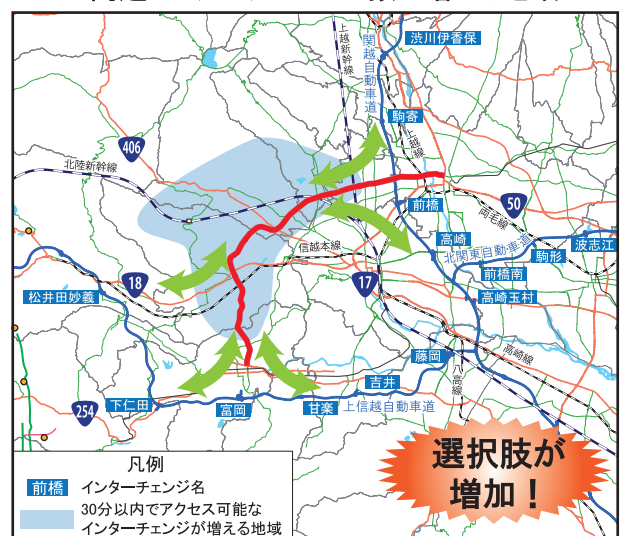 渋川伊香保
上越新幹線
関越自動車道
駒寄
上越線
406
北陸新幹線
前橋
50
両毛線
高崎
波志江
北関東自動車道
駒形
信越本線
前橋南
18
17
松井田妙義
高崎玉村
高崎線
藤岡
八高線
吉井
254
下仁田
富岡
甘楽
上信越自動車道
選択肢が
増加！
凡例
前橋 インターチェンジ名
30分以内でアクセス可能な
インターチェンジが増える地域